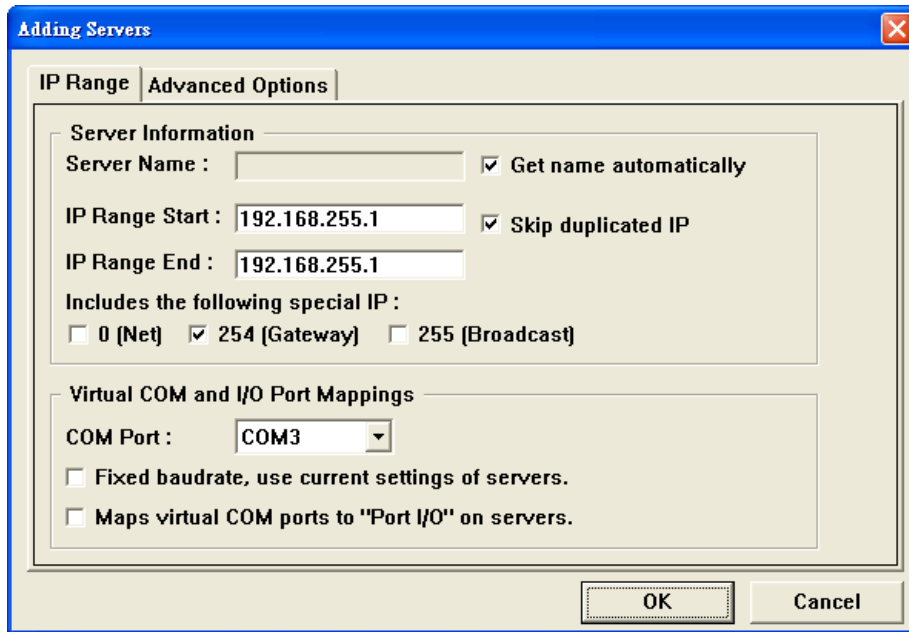 Adding Servers
IP Range
Advanced Options
Server Information
Server Name :
Get name automatically
IP Range Start : 192.168.255.1
Skip duplicated IP
IP Range End : 192.168.255.1
Includes the following special IP :
0 (Net)
254 (Gateway)
255 (Broadcast)
Virtual COM and I/O Port Mappings
COM Port : COM3
Fixed baudrate, use current settings of servers.
Maps virtual COM ports to "Port I/O" on servers.
OK
Cancel